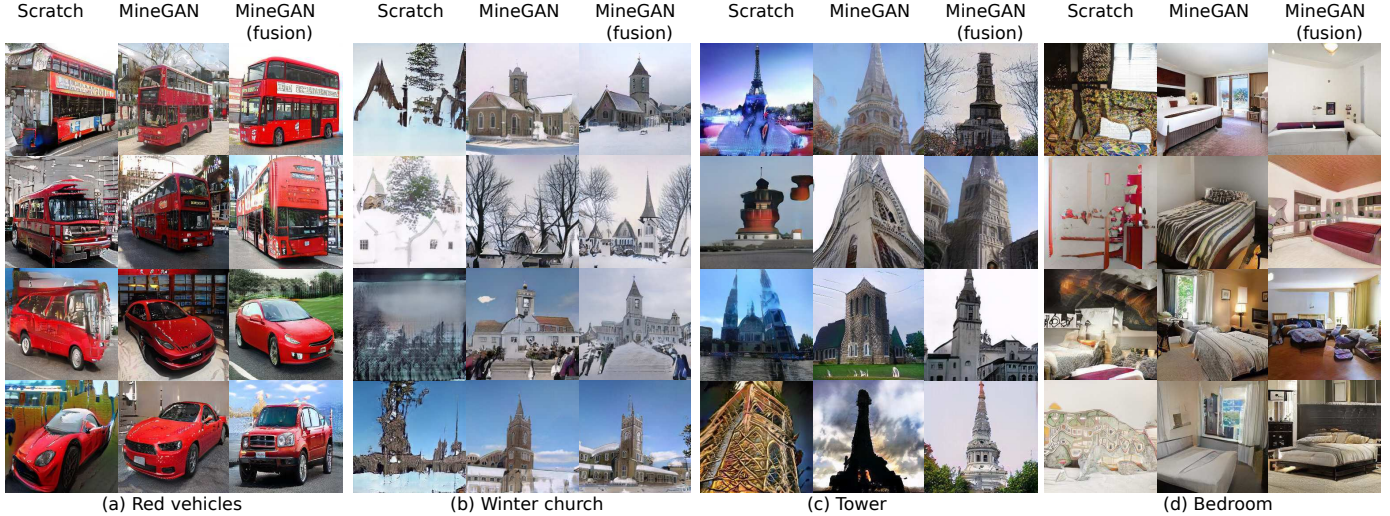 Scratch MineGAN MineGAN (fusion)
Scratch MineGAN MineGAN (fusion)
Scratch MineGAN MineGAN (fusion)
Scratch MineGAN MineGAN (fusion)
(a) Red vehicles
(b) Winter church
(c) Tower
(d) Bedroom